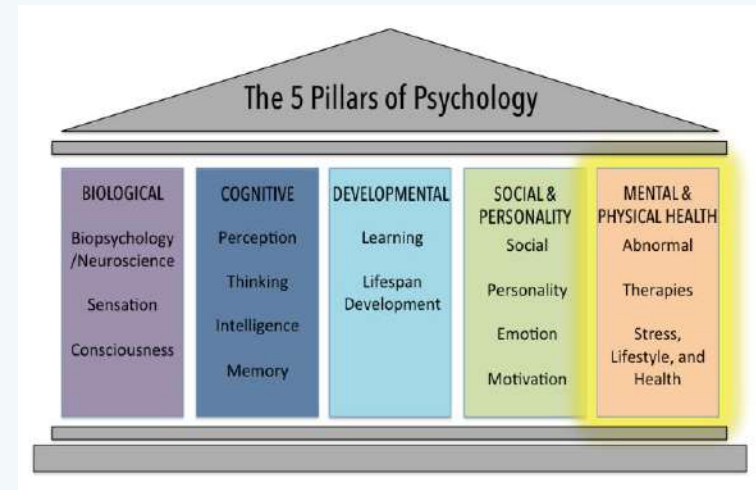 The 5 Pillars of Psychology
BIOLOGICAL
Biopsychology
/Neuroscience
Sensation
Consciousness
COGNITIVE
Perception
Thinking
Intelligence
Memory
DEVELOPMENTAL
Learning
Lifespan
Development
SOCIAL &
PERSONALITY
Social
Personality
Emotion
Motivation
MENTAL &
PHYSICAL HEALTH
Abnormal
Therapies
Stress,
Lifestyle, and
Health